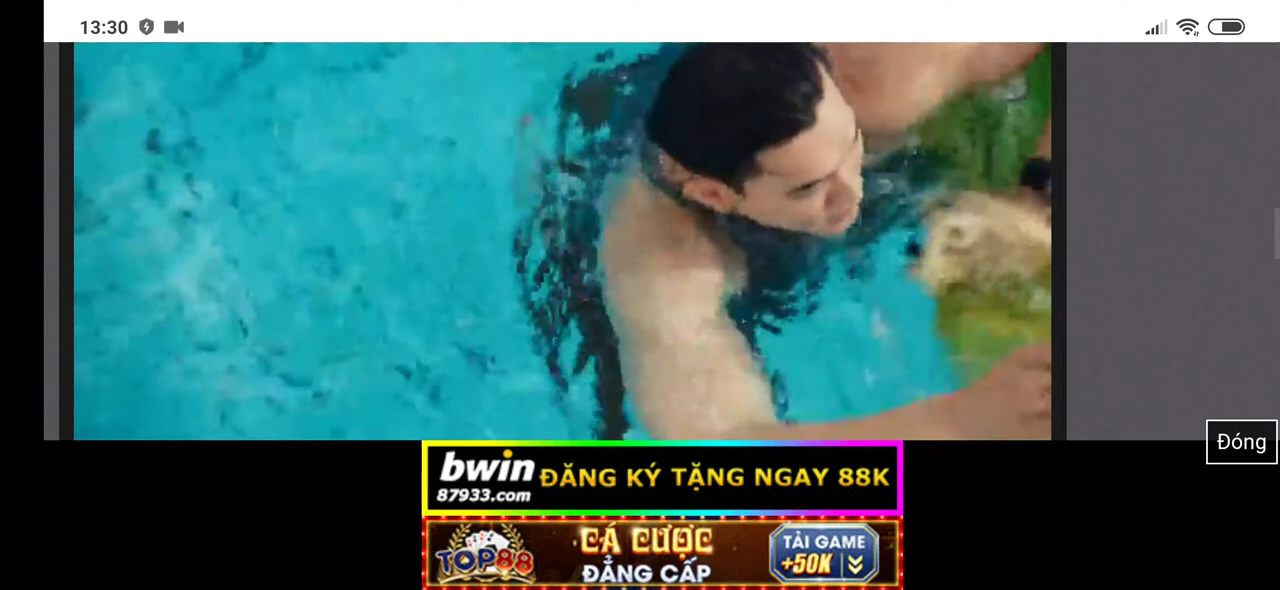 13:30
Đóng
bwin
87933.com
ĐĂNG KÝ TẶNG NGAY 88K
TOP88
CÁ CƯỢC
ĐẲNG CẤP
TẢI GAME
+50K